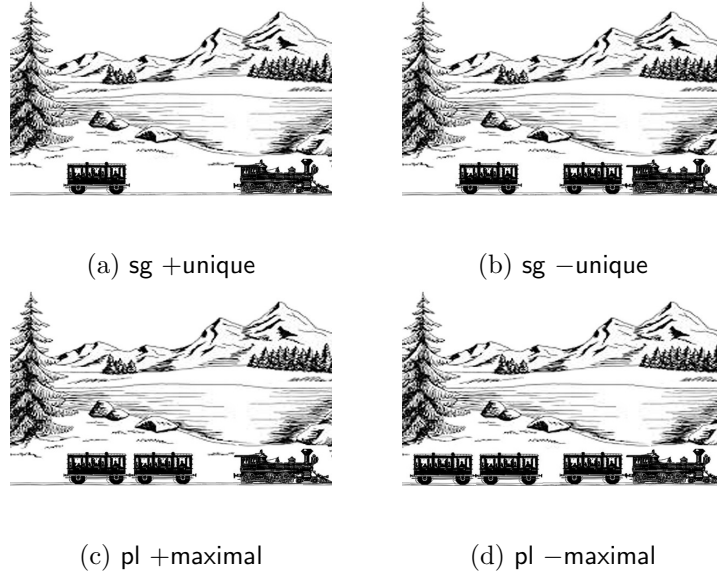 (a) sg +unique
(b) sg −unique
(c) pl +maximal
(d) pl −maximal